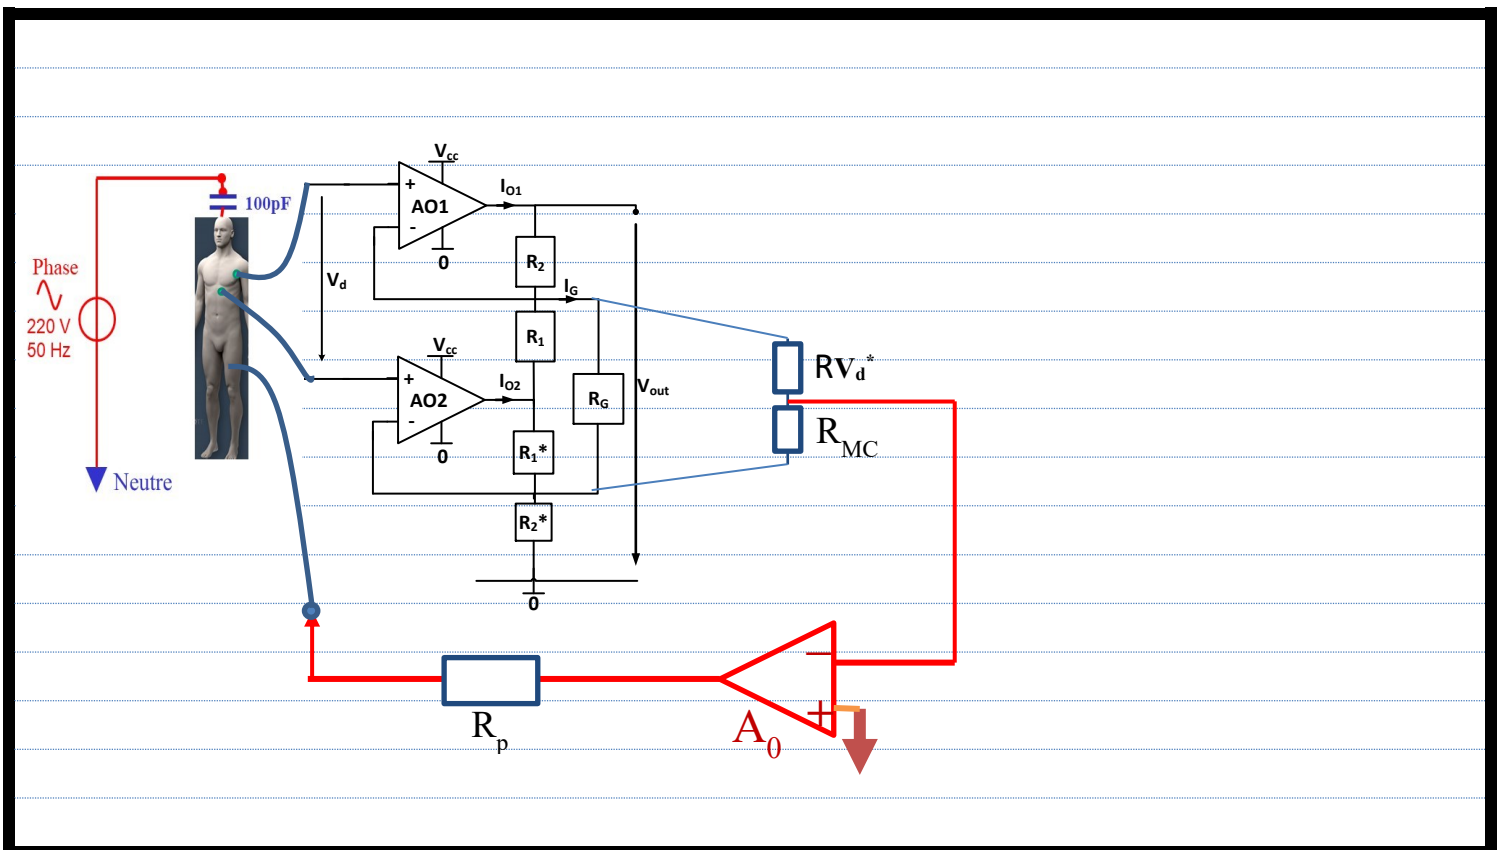 Phase
220 V
50 Hz
Neutre
100pF
Vcc
+
AO1
-
0
IO1
R2
Vd
IG
R1
Vcc
+
AO2
-
0
IO2
RG
Vout
R1*
R2*
0
RVd*
RMC
Rp
A0
−
+